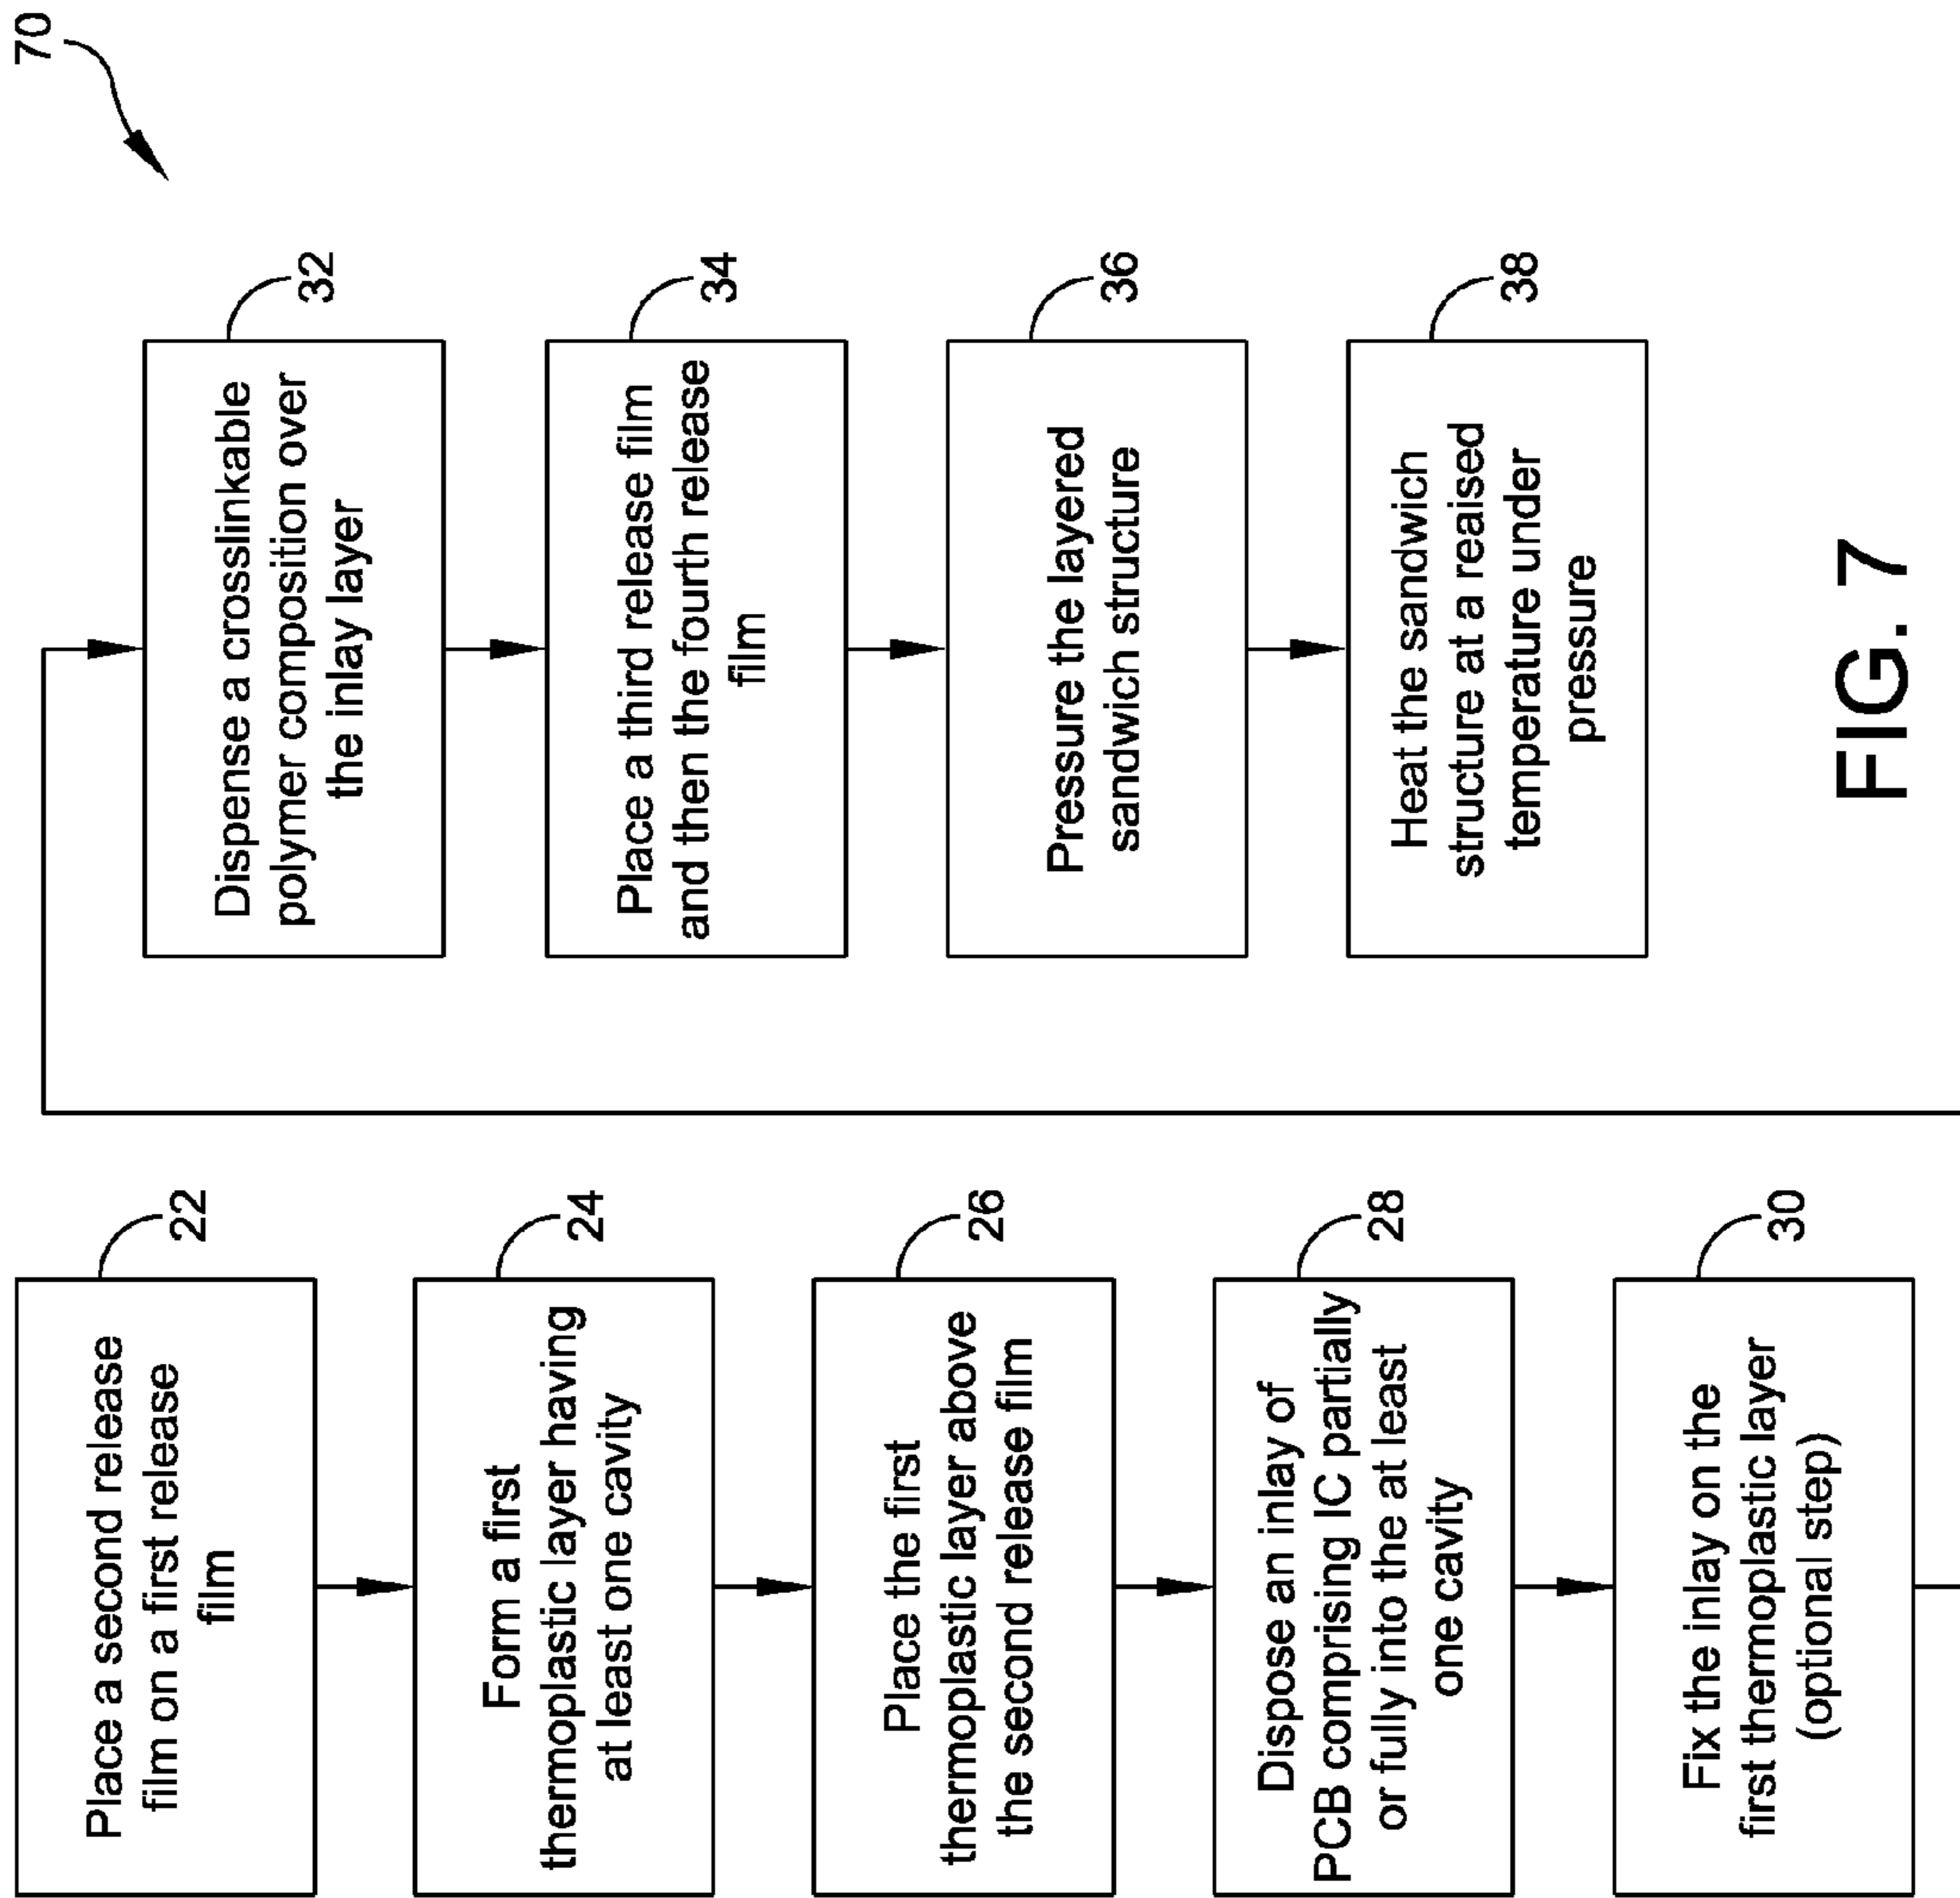 70
Place a second release
film on a first release
film
22
Form a first
thermoplastic layer having
at least one cavity
24
Place the first
thermoplastic layer above
the second release film
26
Dispose an inlay of
PCB comprising IC partially
or fully into the at least
one cavity
28
Fix the inlay on the
first thermoplastic layer
(optional step)
30
Dispense a crosslinkable
polymer composition over
the inlay layer
32
Place a third release film
and then the fourth release
film
34
Pressure the layered
sandwich structure
36
Heat the sandwich
structure at a reaised
temperature under
pressure
38
FIG. 7